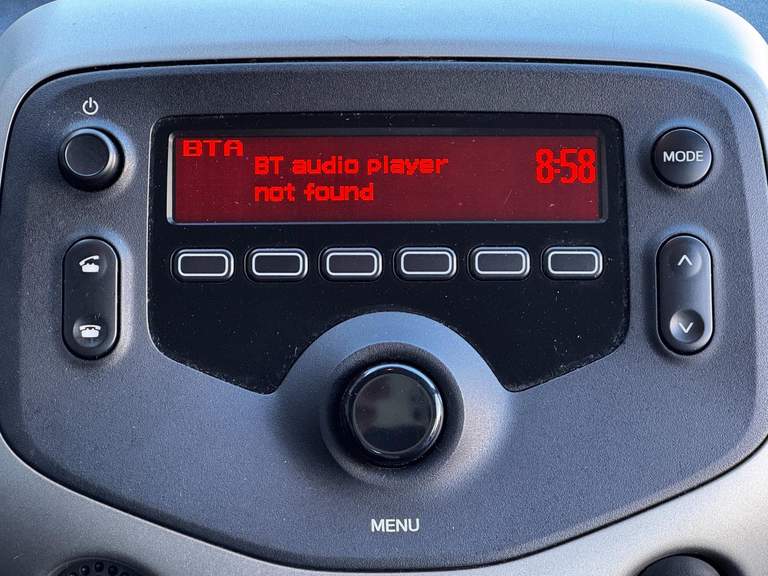 BTA
BT audio player
not found
8:58
MODE
MENU